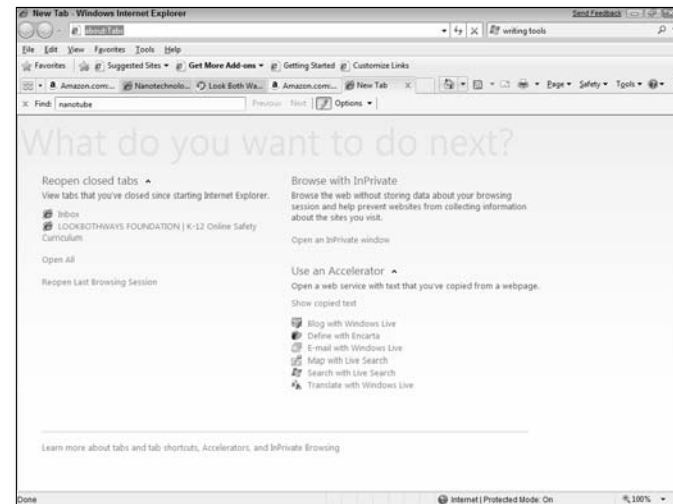 New Tab - Windows Internet Explorer
Send Feedback
about:Tabs
writing tools
File Edit View Favorites Tools Help
Favorites Suggested Sites Get More Add-ons Getting Started Customize Links
Amazon.com:... Nanotechnolo... Look Both Wa... Amazon.com:... New Tab X Page Safety Tools
X Find: nanotube Previous Next Options
What do you want to do next?
Reopen closed tabs
View tabs that you've closed since starting Internet Explorer.
Inbox
LOOKBOTHWAYS FOUNDATION | K-12 Online Safety
Curriculum
Open All
Reopen Last Browsing Session
Browse with InPrivate
Browse the web without storing data about your browsing
session and help prevent websites from collecting information
about the sites you visit.
Open an InPrivate window
Use an Accelerator
Open a web service with text that you've copied from a webpage.
Show copied text
Blog with Windows Live
Define with Encarta
E-mail with Windows Live
Map with Live Search
Search with Live Search
Translate with Windows Live
Learn more about tabs and tab shortcuts, Accelerators, and InPrivate Browsing
Done Internet | Protected Mode: On 100%